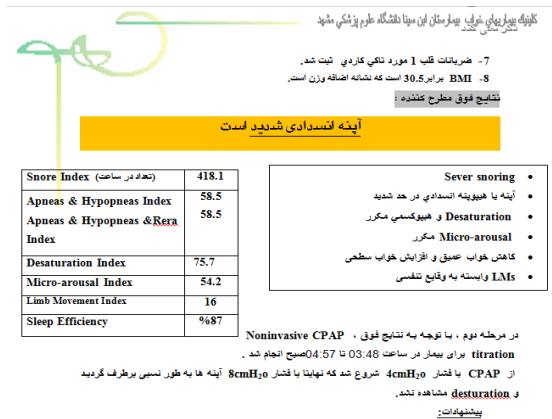 کلینیک بیماریهای خواب بیمارستان ابن سینا دانشگاه علوم پزشکی مشهد
7- ضربانات قلب 1 مورد تاکي کاردي ثبت شد.
8- BMI برابر30.5 است که نشانه اضافه وزن است.
نتایج فوق مطرح کننده :
آپنه انسدادی شدید است
Snore Index (تعداد در ساعت) 418.1
Apneas & Hypopneas Index 58.5
Apneas & Hypopneas &Rera 58.5
Index
Desaturation Index 75.7
Micro-arousal Index 54.2
Limb Movement Index 16
Sleep Efficiency %87
• Sever snoring
• آپنه یا هیپوپنه انسدادي در حد شدید
• Desaturation و هیپوکسمي مکرر
• Micro-arousal مکرر
• کاهش خواب عمیق و افزایش خواب سطحی
• LMs وابسته به وقایع تنفسی
در مرحله دوم ، با توجه به نتایج فوق ، Noninvasive CPAP
titration برای بیمار در ساعت 03:48 تا 04:57صبح انجام شد .
از CPAP با فشار 4cmH2o شروع شد که نهایتا با فشار 8cmH2o آپنه ها به طور نسبی برطرف گردید
و desturation مشاهده نشد.
پیشنهادات: